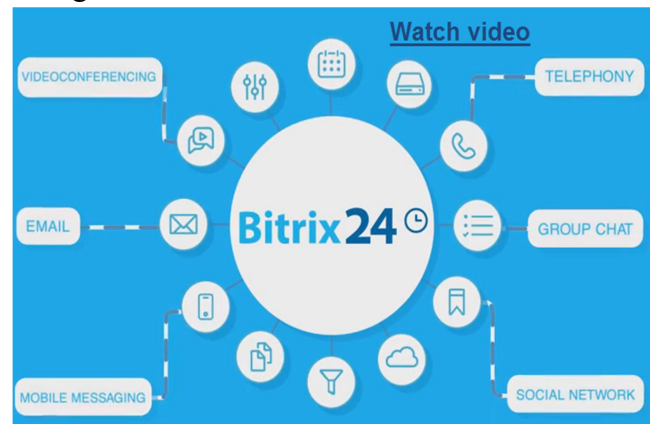 Watch video
VIDEOCONFERENCING
TELEPHONY
Bitrix24
EMAIL
GROUP CHAT
MOBILE MESSAGING
SOCIAL NETWORK